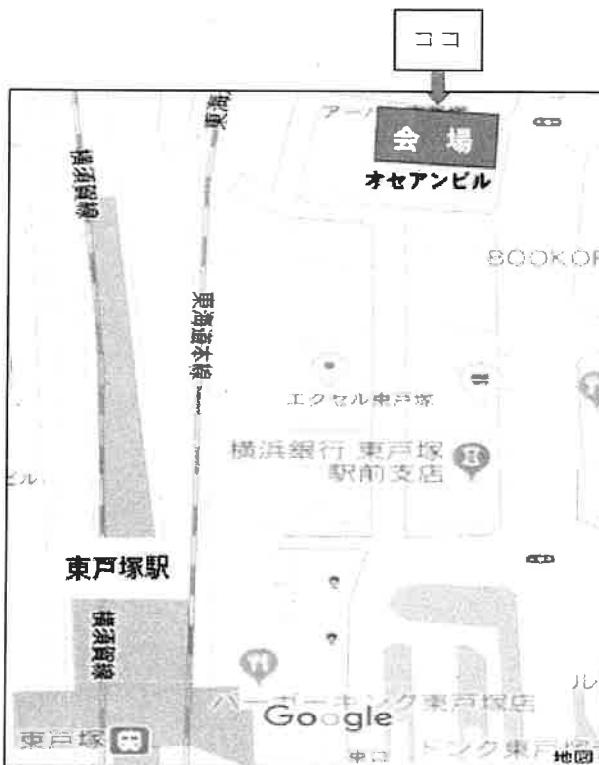 ココ
会 場
オセアンビル
横須賀線
東海道本線
エクセル東戸塚
横浜銀行 東戸塚
駅前支店
ビル
東戸塚駅
横須賀線
バーガーキング東戸塚店
Google
東戸塚
地図